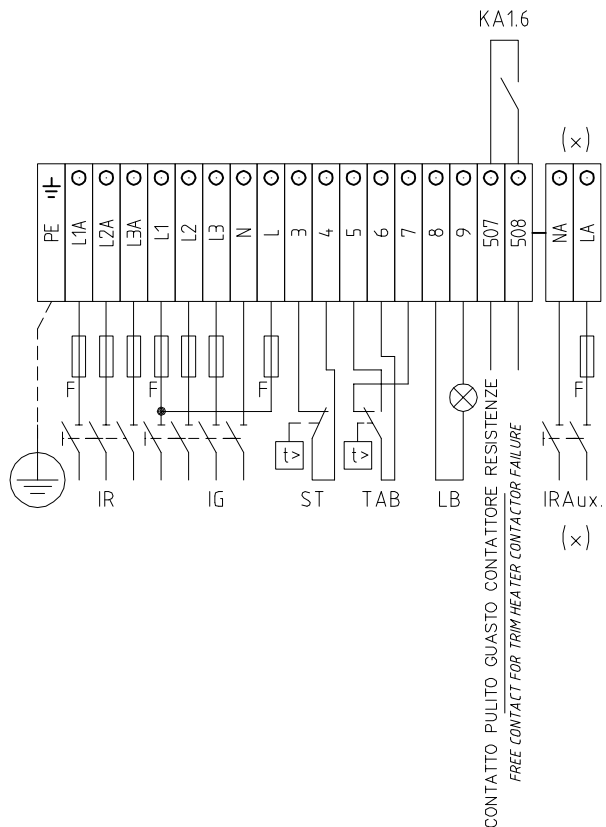 KA1.6
(x)
PE L1A L2A L3A L1 L2 L3 N L 3 4 5 6 7 8 9 507 508 NA LA
F F F F
t> t>
IR IG ST TAB LB IRAux.
(x)
CONTATTO PULITO GUASTO CONTATTORE RESISTENZE
FREE CONTACT FOR TRIM HEATER CONTACTOR FAILURE